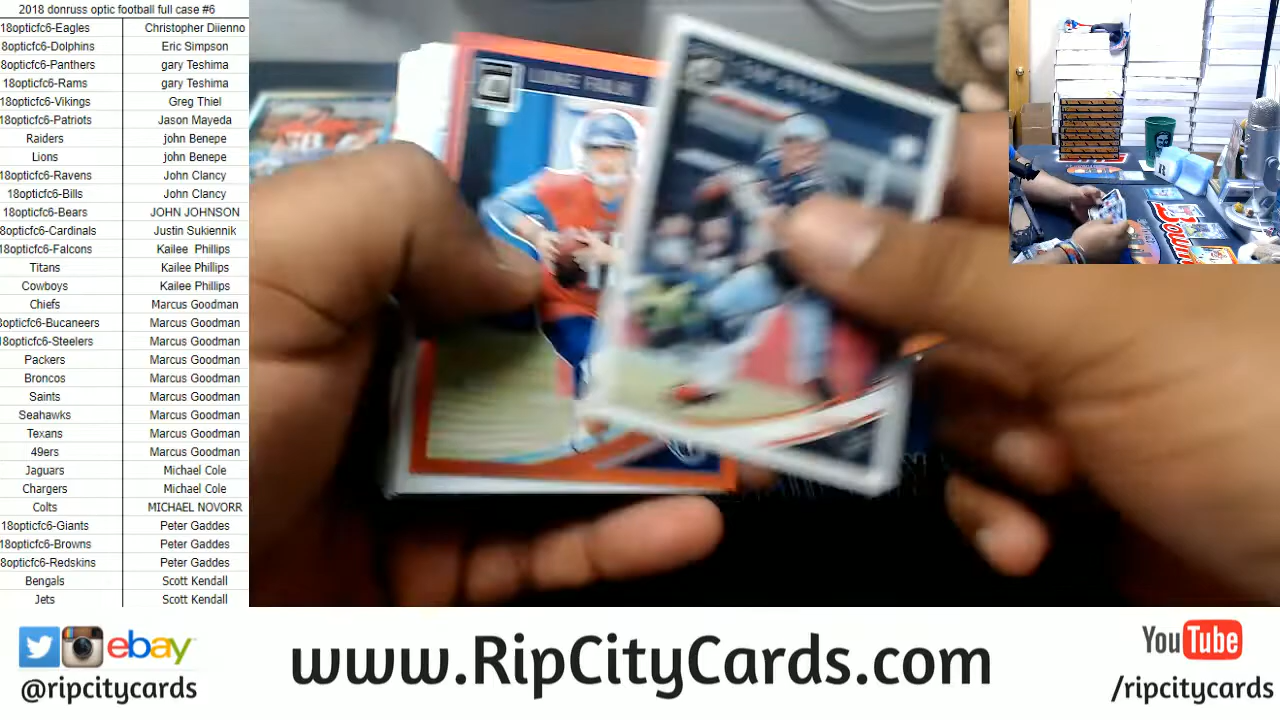 2018 donruss optic football full case #6
18opticfc6-Eagles Christopher Diienno
8opticfc6-Dolphins Eric Simpson
8opticfc6-Panthers gary Teshima
18opticfc6-Rams gary Teshima
18opticfc6-Vikings Greg Thiel
18opticfc6-Patriots Jason Mayeda
Raiders john Benepe
Lions john Benepe
18opticfc6-Ravens John Clancy
18opticfc6-Bills John Clancy
18opticfc6-Bears JOHN JOHNSON
8opticfc6-Cardinals Justin Sukiennik
18opticfc6-Falcons Kailee Phillips
Titans Kailee Phillips
Cowboys Kailee Phillips
Chiefs Marcus Goodman
opticfc6-Bucaneers Marcus Goodman
18opticfc6-Steelers Marcus Goodman
Packers Marcus Goodman
Broncos Marcus Goodman
Saints Marcus Goodman
Seahawks Marcus Goodman
Texans Marcus Goodman
49ers Marcus Goodman
Jaguars Michael Cole
Chargers Michael Cole
Colts MICHAEL NOVORR
18opticfc6-Giants Peter Gaddes
18opticfc6-Browns Peter Gaddes
8opticfc6-Redskins Peter Gaddes
Bengals Scott Kendall
Jets Scott Kendall
LUKE FALK
ebay
@ripcitycards
www.RipCityCards.com
YouTube
/ripcitycards